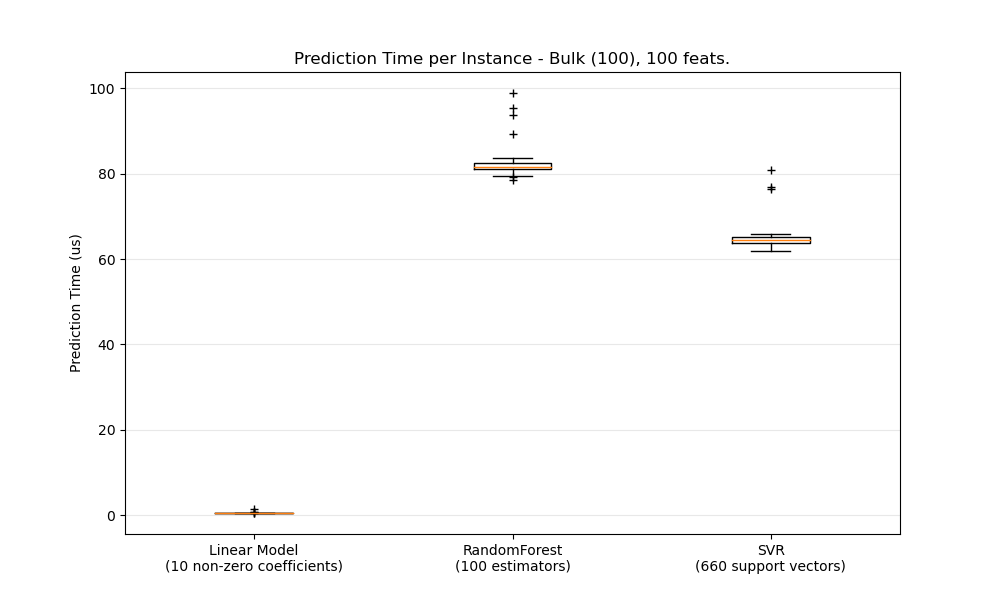 Prediction Time per Instance - Bulk (100), 100 feats.
Prediction Time (us)
100
80
60
40
20
0
Linear Model
(10 non-zero coefficients)
RandomForest
(100 estimators)
SVR
(660 support vectors)